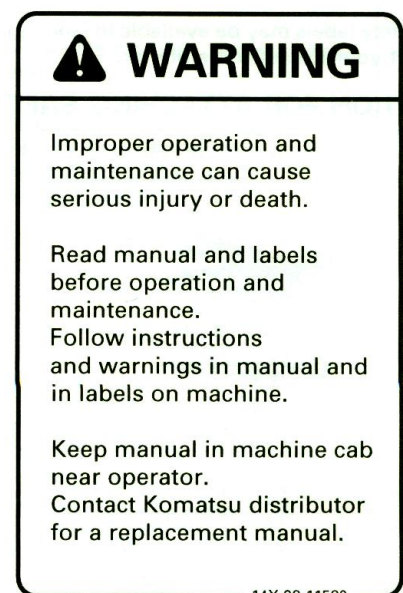 WARNING
Improper operation and
maintenance can cause
serious injury or death.
Read manual and labels
before operation and
maintenance.
Follow instructions
and warnings in manual and
in labels on machine.
Keep manual in machine cab
near operator.
Contact Komatsu distributor
for a replacement manual.